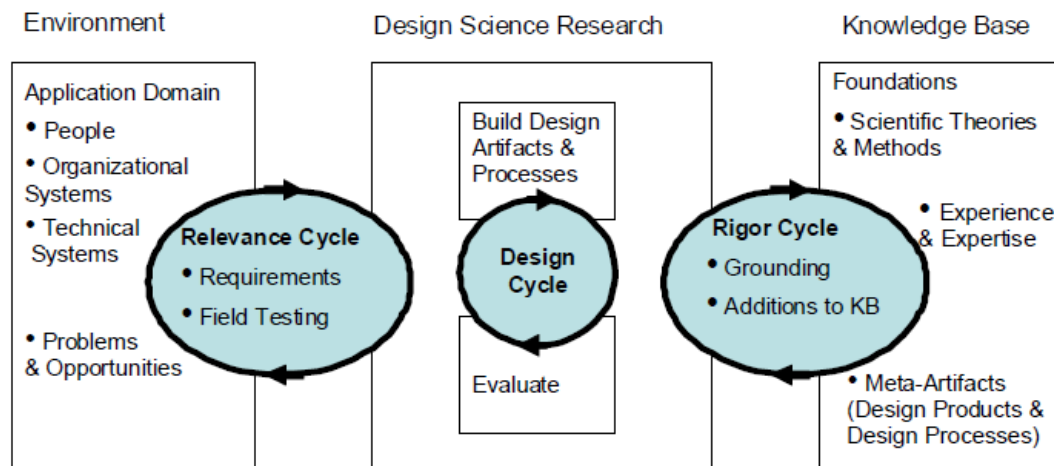 Environment
Design Science Research
Knowledge Base
Application Domain
• People
• Organizational
Systems
• Technical
Systems
• Problems
& Opportunities
Relevance Cycle
• Requirements
• Field Testing
Build Design
Artifacts &
Processes
Design
Cycle
Evaluate
Rigor Cycle
• Grounding
• Additions to KB
Foundations
• Scientific Theories
& Methods
• Experience
& Expertise
• Meta-Artifacts
(Design Products &
Design Processes)